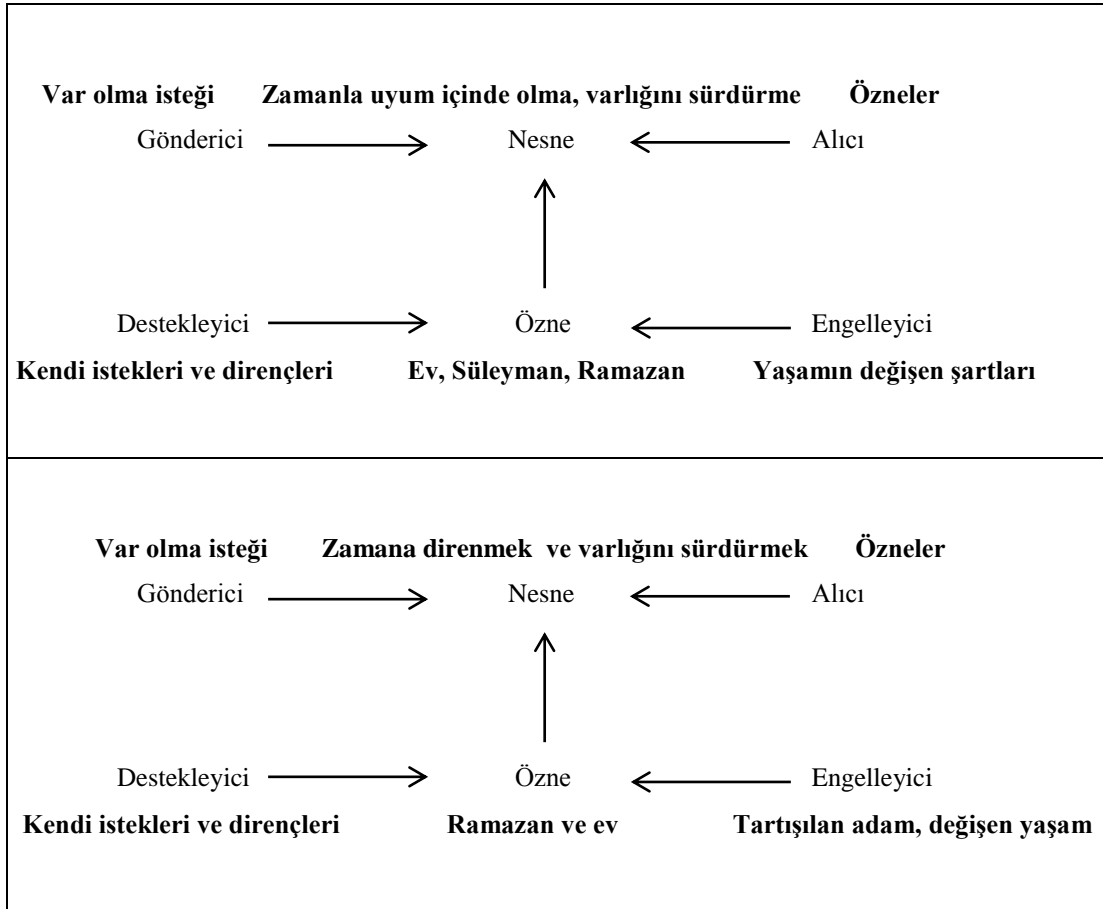 Var olma isteği Zamanla uyum içinde olma, varlığını sürdürme Özneler
Gönderici Nesne Alıcı
Destekleyici Özne Engelleyici
Kendi istekleri ve dirençleri Ev, Süleyman, Ramazan Yaşamın değişen şartları
Var olma isteği Zamana direnmek ve varlığını sürdürmek Özneler
Gönderici Nesne Alıcı
Destekleyici Özne Engelleyici
Kendi istekleri ve dirençleri Ramazan ve ev Tartışılan adam, değişen yaşam